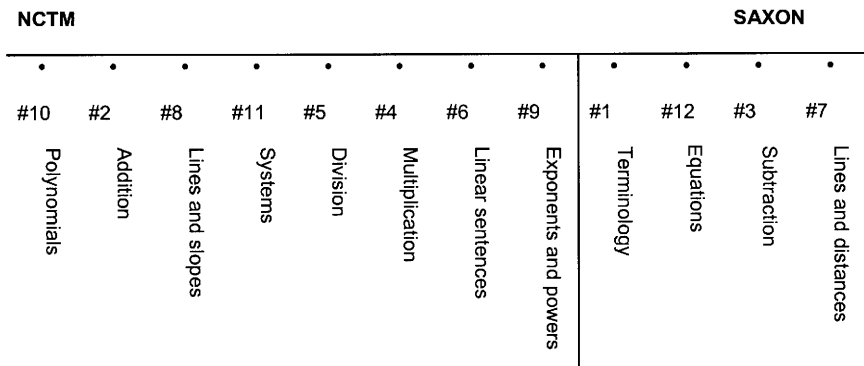 NCTM SAXON
#10 #2 #8 #11 #5 #4 #6 #9 #1 #12 #3 #7
Polynomials
Addition
Lines and slopes
Systems
Division
Multiplication
Linear sentences
Exponents and powers
Terminology
Equations
Subtraction
Lines and distances